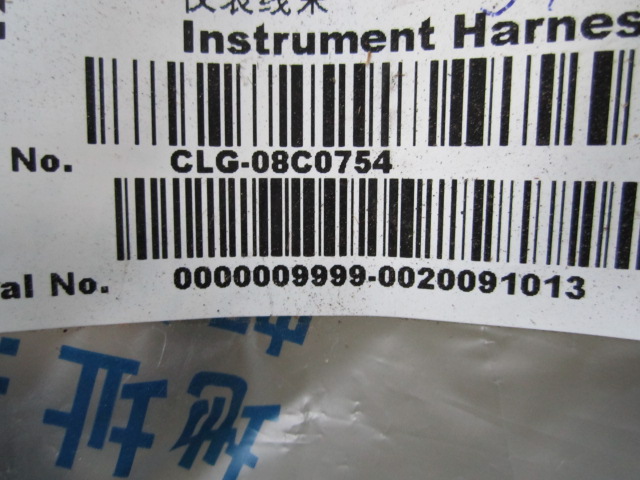 仪表线束
Instrument Harnes
No. CLG-08C0754
al No. 0000009999-0020091013